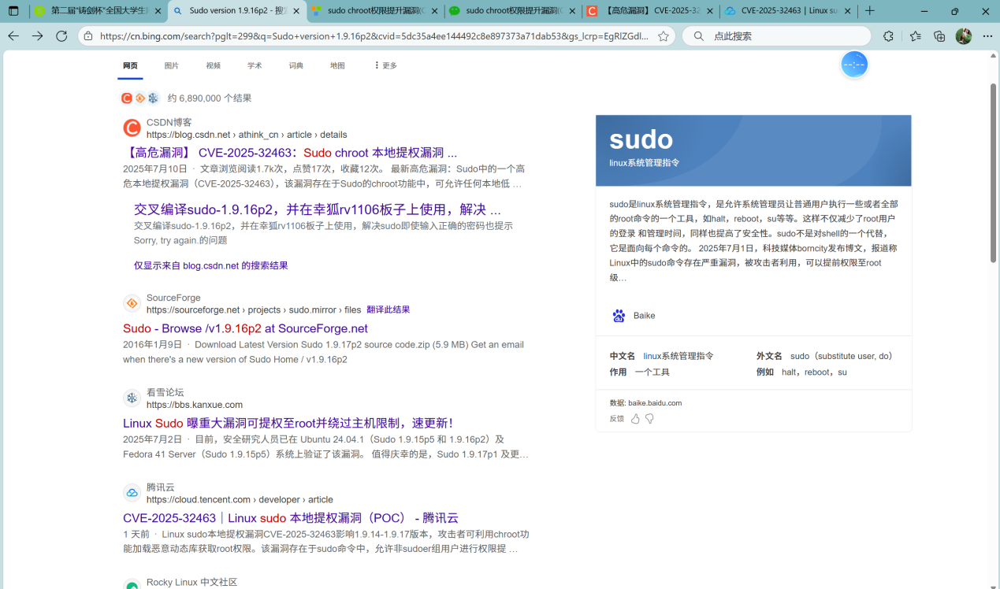 第二届"铸剑杯"全国大学生
Sudo version 1.9.16p2 - 搜
sudo chroot权限提升漏洞(C
sudo chroot权限提升漏洞(
【高危漏洞】 CVE-2025-32
CVE-2025-32463｜Linux su
https://cn.bing.com/search?pglt=299&q=Sudo+version+1.9.16p2&cvid=5dc35a4ee144492c8e897373a71dab53&gs_lcrp=EgRlZGdl...
点此搜索
网页 图片 视频 学术 词典 地图 更多
约 6,890,000 个结果
CSDN博客
https://blog.csdn.net › athink_cn › article › details
【高危漏洞】 CVE-2025-32463：Sudo chroot 本地提权漏洞 ...
2025年7月10日 · 文章浏览阅读1.7k次，点赞17次，收藏12次。 最新高危漏洞：Sudo中的一个高
危本地提权漏洞（CVE-2025-32463），该漏洞存在于Sudo的chroot功能中，可允许任何本地低 …
交叉编译sudo-1.9.16p2，并在幸狐rv1106板子上使用，解决 ...
交叉编译sudo-1.9.16p2，并在幸狐rv1106板子上使用，解决sudo即使输入正确的密码也提示
Sorry, try again.的问题
仅显示来自 blog.csdn.net 的搜索结果
SourceForge
https://sourceforge.net › projects › sudo.mirror › files 翻译此结果
Sudo - Browse /v1.9.16p2 at SourceForge.net
2016年1月9日 · Download Latest Version Sudo 1.9.17p2 source code.zip (5.9 MB) Get an email
when there's a new version of Sudo Home / v1.9.16p2
看雪论坛
https://bbs.kanxue.com
Linux Sudo 曝重大漏洞可提权至root并绕过主机限制，速更新！
2025年7月2日 · 目前，安全研究人员已在 Ubuntu 24.04.1（Sudo 1.9.15p5 和 1.9.16p2）及
Fedora 41 Server（Sudo 1.9.15p5）系统上验证了该漏洞。 值得庆幸的是，Sudo 1.9.17p1 及更…
腾讯云
https://cloud.tencent.com › developer › article
CVE-2025-32463｜Linux sudo 本地提权漏洞（POC） - 腾讯云
1 天前 · Linux sudo本地提权漏洞CVE-2025-32463影响1.9.14-1.9.17版本，攻击者可利用chroot功
能加载恶意动态库获取root权限。该漏洞存在于sudo命令中，允许非sudoer组用户进行权限提 …
Rocky Linux 中文社区
sudo
linux系统管理指令
sudo是linux系统管理指令，是允许系统管理员让普通用户执行一些或者全部
的root命令的一个工具，如halt，reboot，su等等。这样不仅减少了root用户
的登录 和管理时间，同样也提高了安全性。sudo不是对shell的一个代替，
它是面向每个命令的。 2025年7月1日，科技媒体borncity发布博文，报道称
Linux中的sudo命令存在严重漏洞，被攻击者利用，可以提前权限至root
级…
Baike
中文名 linux系统管理指令
外文名 sudo（substitute user, do）
作用 一个工具
例如 halt，reboot，su
数据: baike.baidu.com
反馈